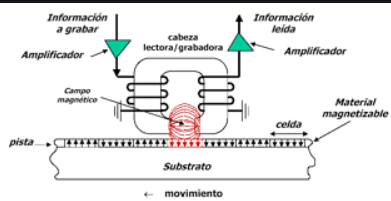 Información
a grabar
Amplificador
cabeza
lectora/grabadora
Información
leída
Amplificador
Campo
magnético
celda
Material
magnetizable
pista
Substrato
← movimiento